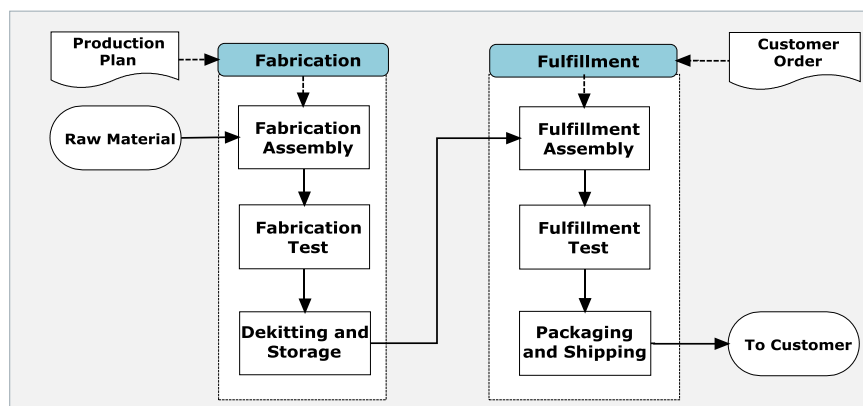 Production
Plan
Fabrication
Fulfillment
Customer
Order
Raw Material
Fabrication
Assembly
Fulfillment
Assembly
Fabrication
Test
Fulfillment
Test
Dekitting and
Storage
Packaging
and Shipping
To Customer